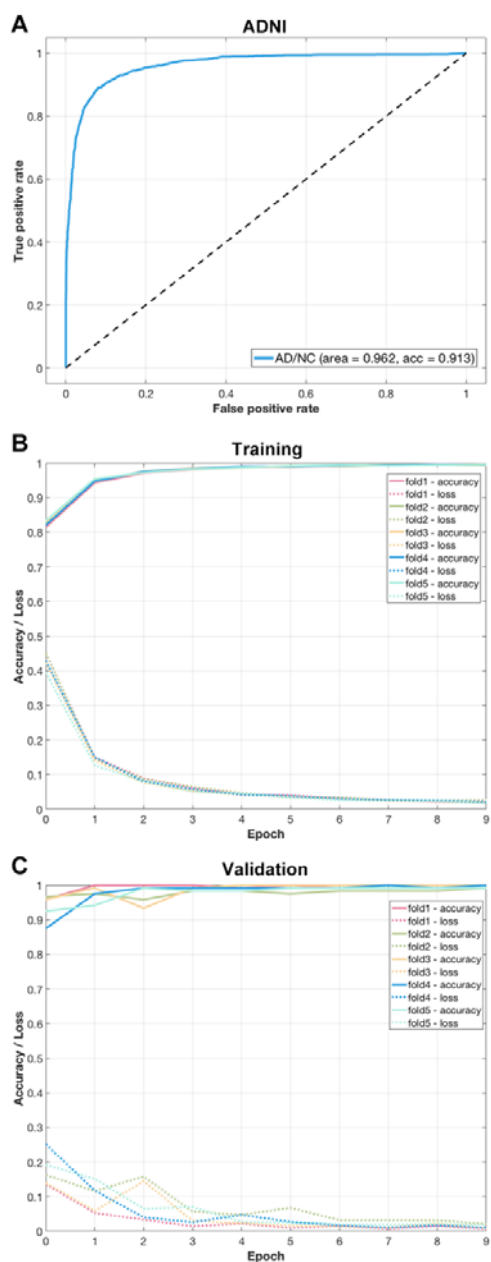 A
ADNI
1
0.8
0.6
0.4
0.2
0
True positive rate
AD/NC (area = 0.962, acc = 0.913)
0 0.2 0.4 0.6 0.8 1
False positive rate
B
Training
1
0.9
0.8
0.7
0.6
0.5
0.4
0.3
0.2
0.1
0
Accuracy / Loss
fold1 - accuracy
fold1 - loss
fold2 - accuracy
fold2 - loss
fold3 - accuracy
fold3 - loss
fold4 - accuracy
fold4 - loss
fold5 - accuracy
fold5 - loss
0 1 2 3 4 5 6 7 8 9
Epoch
C
Validation
1
0.9
0.8
0.7
0.6
0.5
0.4
0.3
0.2
0.1
0
Accuracy / Loss
fold1 - accuracy
fold1 - loss
fold2 - accuracy
fold2 - loss
fold3 - accuracy
fold3 - loss
fold4 - accuracy
fold4 - loss
fold5 - accuracy
fold5 - loss
0 1 2 3 4 5 6 7 8 9
Epoch